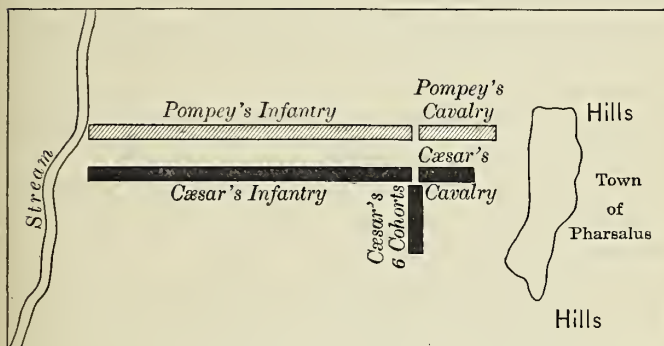 Stream
Pompey's Infantry
Pompey's
Cavalry
Cæsar's Infantry
Cæsar's
Cavalry
Cæsar's
6 Cohorts
Hills
Town
of
Pharsalus
Hills